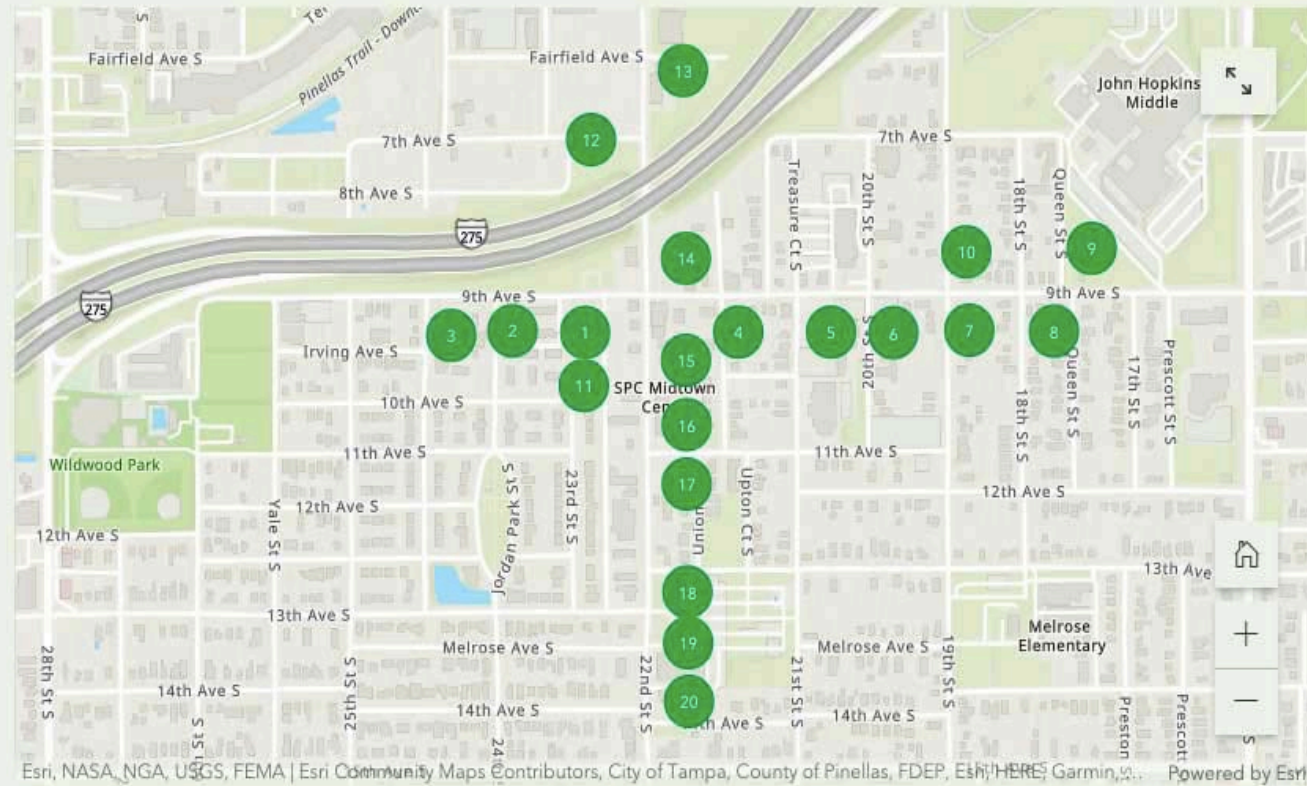 Fairfield Ave S
Pinellas Trail - Downt
Fairfield Ave S
13
John Hopkins
Middle
12
7th Ave S
7th Ave S
8th Ave S
Treasure Ct S
20th St S
18th St S
Queen St S
275
14
10
9
275
9th Ave S
9th Ave S
3
2
1
4
5
6
7
8
Irving Ave S
15
20th St S
Queen St S
17th St S
Prescott St S
11
SPC Midtown
10th Ave S
16
18th St S
11th Ave S
11th Ave S
Wildwood Park
17
12th Ave S
12th Ave S
Yale St S
Jordan Park St S
23rd St S
Union
Upton Ct S
12th Ave S
13th Ave
18
13th Ave S
19
Melrose Ave S
Melrose Ave S
Melrose
Elementary
28th St S
25th St S
22nd St S
21st St S
19th St S
14th Ave S
20
14th Ave S
14th Ave S
Preston
Prescott
Esri, NASA, NGA, USGS, FEMA | Esri Community Maps Contributors, City of Tampa, County of Pinellas, FDEP, Esri, HERE, Garmin,...
Powered by Esri